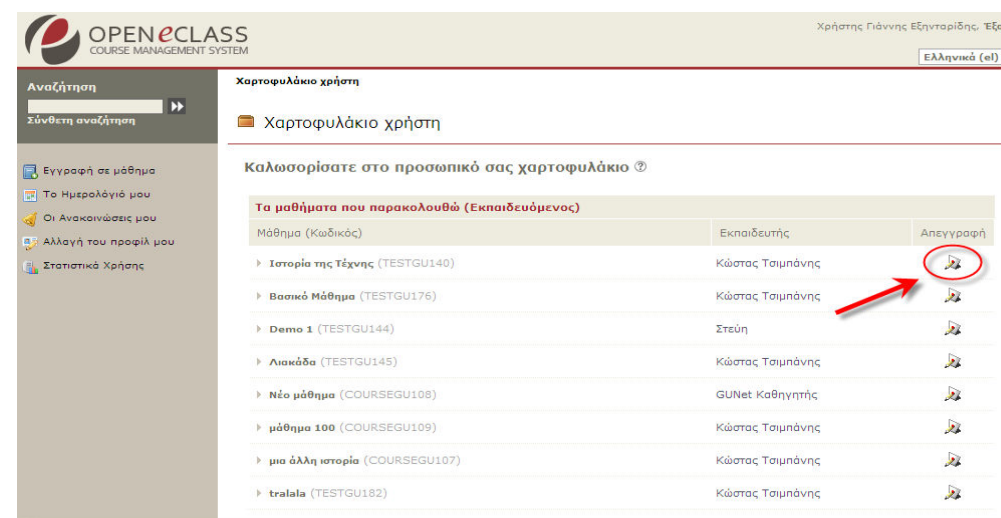 OPEN eCLASS
COURSE MANAGEMENT SYSTEM
Χρήστης Γιάννης Εξηνταρίδης,
Ελληνικά (el)
Αναζήτηση
Σύνθετη αναζήτηση
Εγγραφή σε μάθημα
Το Ημερολόγιό μου
Οι Ανακοινώσεις μου
Αλλαγή του προφίλ μου
Στατιστικά Χρήσης
Χαρτοφυλάκιο χρήστη
Χαρτοφυλάκιο χρήστη
Καλωσορίσατε στο προσωπικό σας χαρτοφυλάκιο
Τα μαθήματα που παρακολουθώ (Εκπαιδευόμενος)
Μάθημα (Κωδικός) Εκπαιδευτής Απεγγραφή
Ιστορία της Τέχνης (TESTGU140) Κώστας Τσιμπάνης
Βασικό Μάθημα (TESTGU176) Κώστας Τσιμπάνης
Demo 1 (TESTGU144) Στεύη
Λιακάδα (TESTGU145) Κώστας Τσιμπάνης
Νέο μάθημα (COURSEGU108) GUNet Καθηγητής
μάθημα 100 (COURSEGU109) Κώστας Τσιμπάνης
μια άλλη ιστορία (COURSEGU107) Κώστας Τσιμπάνης
tralala (TESTGU182) Κώστας Τσιμπάνης